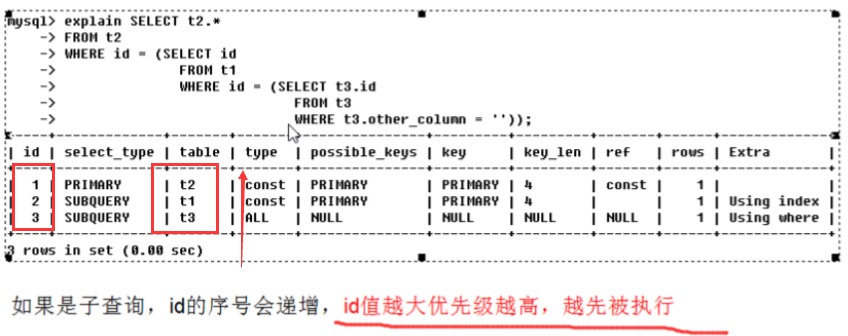 mysql> explain SELECT t2.*
-> FROM t2
-> WHERE id = (SELECT id
-> FROM t1
-> WHERE id = (SELECT t3.id
-> FROM t3
-> WHERE t3.other_column = ''));
| id | select_type | table | type | possible_keys | key | key_len | ref | rows | Extra |
| 1 | PRIMARY | t2 | const | PRIMARY | PRIMARY | 4 | const | 1 | |
| 2 | SUBQUERY | t1 | const | PRIMARY | PRIMARY | 4 | | 1 | Using index |
| 3 | SUBQUERY | t3 | ALL | NULL | NULL | NULL | NULL | 1 | Using where |
3 rows in set (0.00 sec)
如果是子查询，id的序号会递增，id值越大优先级越高，越先被执行